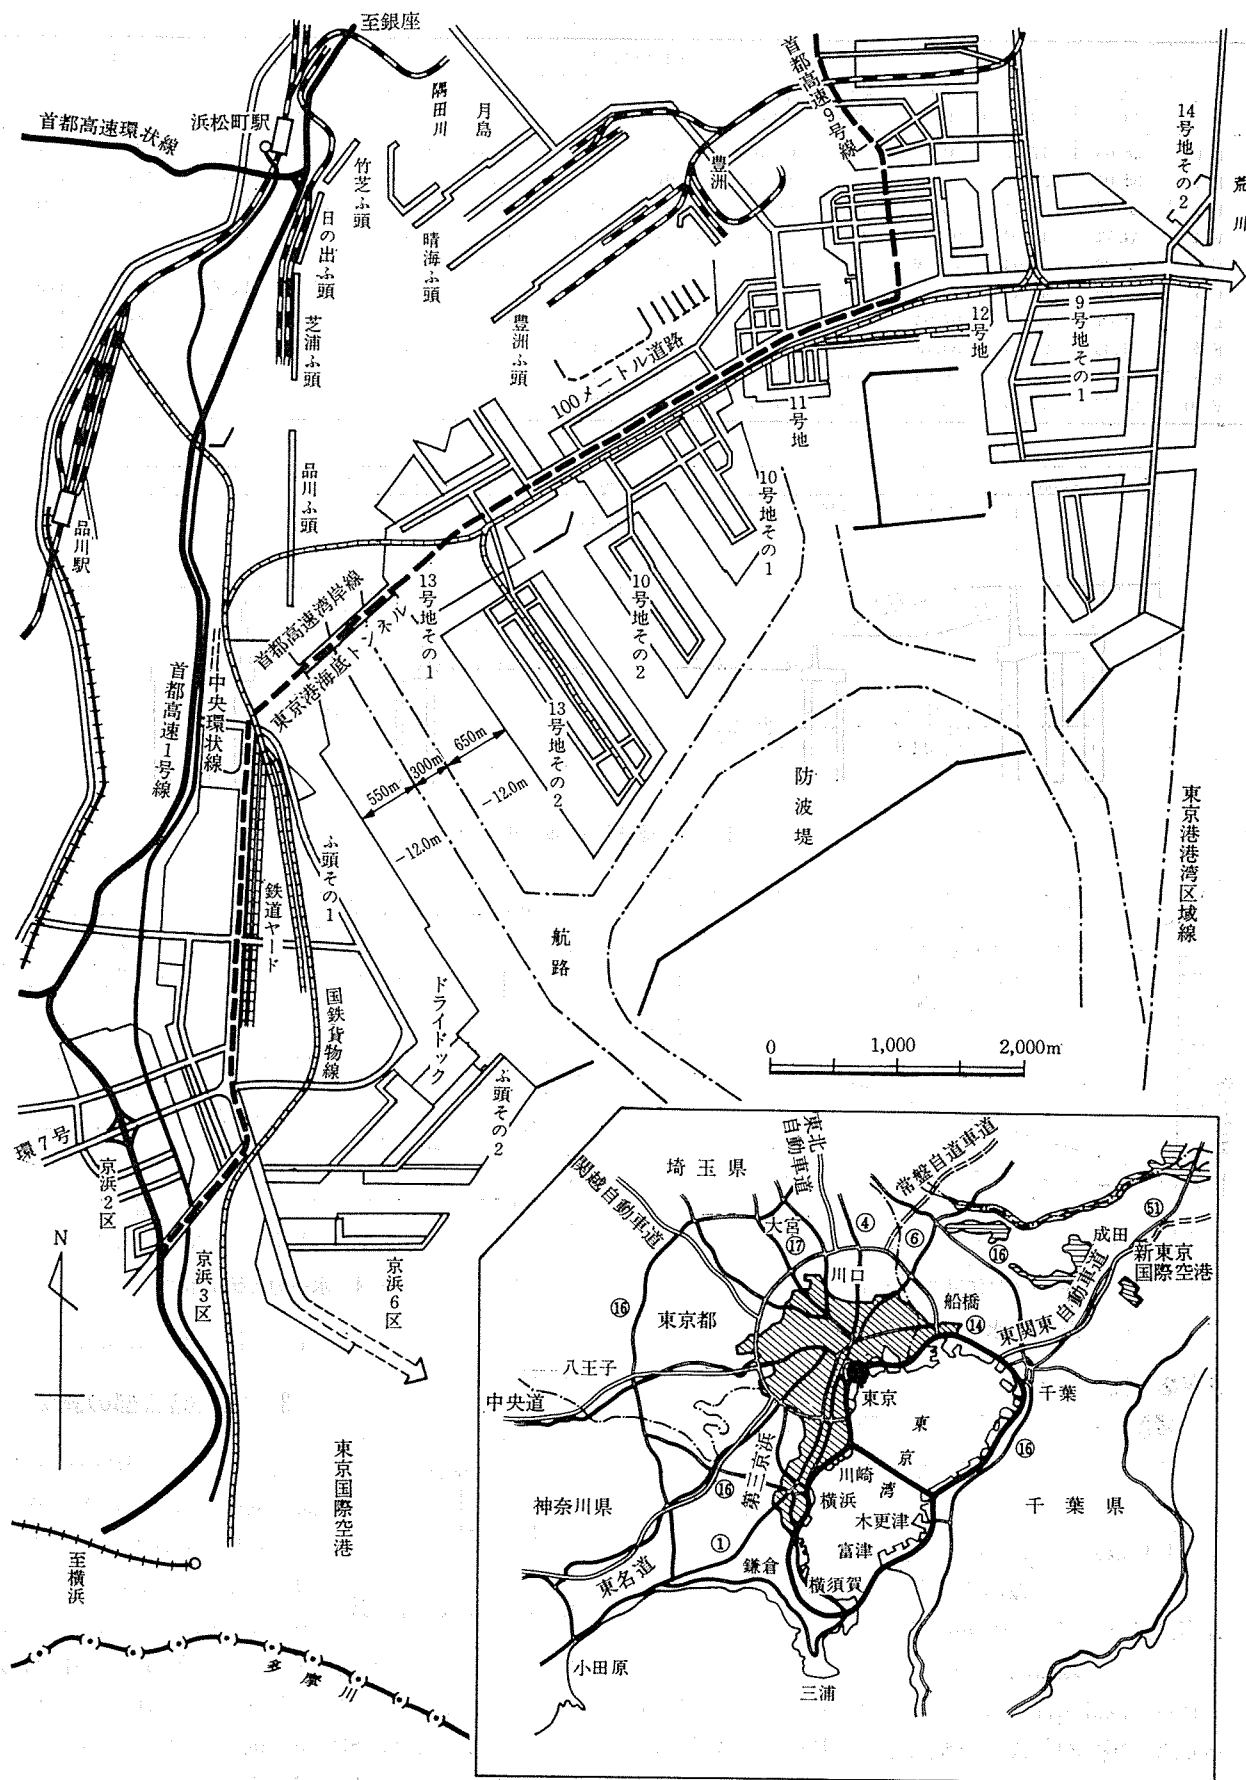 至銀座
首都高速環状線
浜松町駅
隅田川
月島
首都高速9号線
14号地その2
荒川
竹芝ふ頭
日の出ふ頭
晴海ふ頭
豊洲
芝浦ふ頭
豊洲ふ頭
100メートル道路
12号地
9号地その1
11号地
品川ふ頭
10号地その1
品川駅
首都高速湾岸線
東京港海底トンネル
13号地その1
10号地その2
首都高速1号線
中央環状線
13号地その2
550m
300m
650m
-12.0m
-12.0m
防波堤
東京港港湾区域線
ふ頭その1
鉄道ヤード
航路
国鉄貨物線
ドライドック
0
1,000
2,000m
ふ頭その2
環7号
京浜2区
N
京浜3区
京浜6区
東京国際空港
至横浜
多摩川
埼玉県
東北自動車道
常盤自道車道
関越自動車道
大宮
⑰
④
⑥
川口
⑯
成田
51
新東京国際空港
⑯
東京都
船橋
⑭
東関東自動車道
八王子
中央道
東京
千葉
東京湾
⑯
第三京浜
川崎
⑯
横浜
神奈川県
木更津
千葉県
①
富津
東名道
鎌倉
横須賀
小田原
三浦